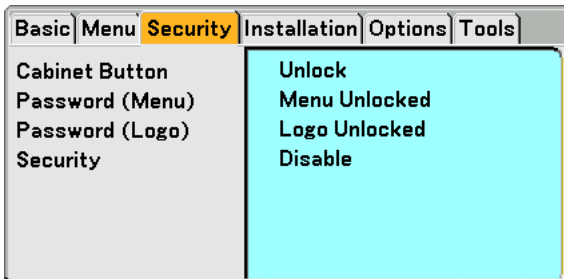 Basic Menu Security Installation Options Tools
Cabinet Button Unlock
Password (Menu) Menu Unlocked
Password (Logo) Logo Unlocked
Security Disable